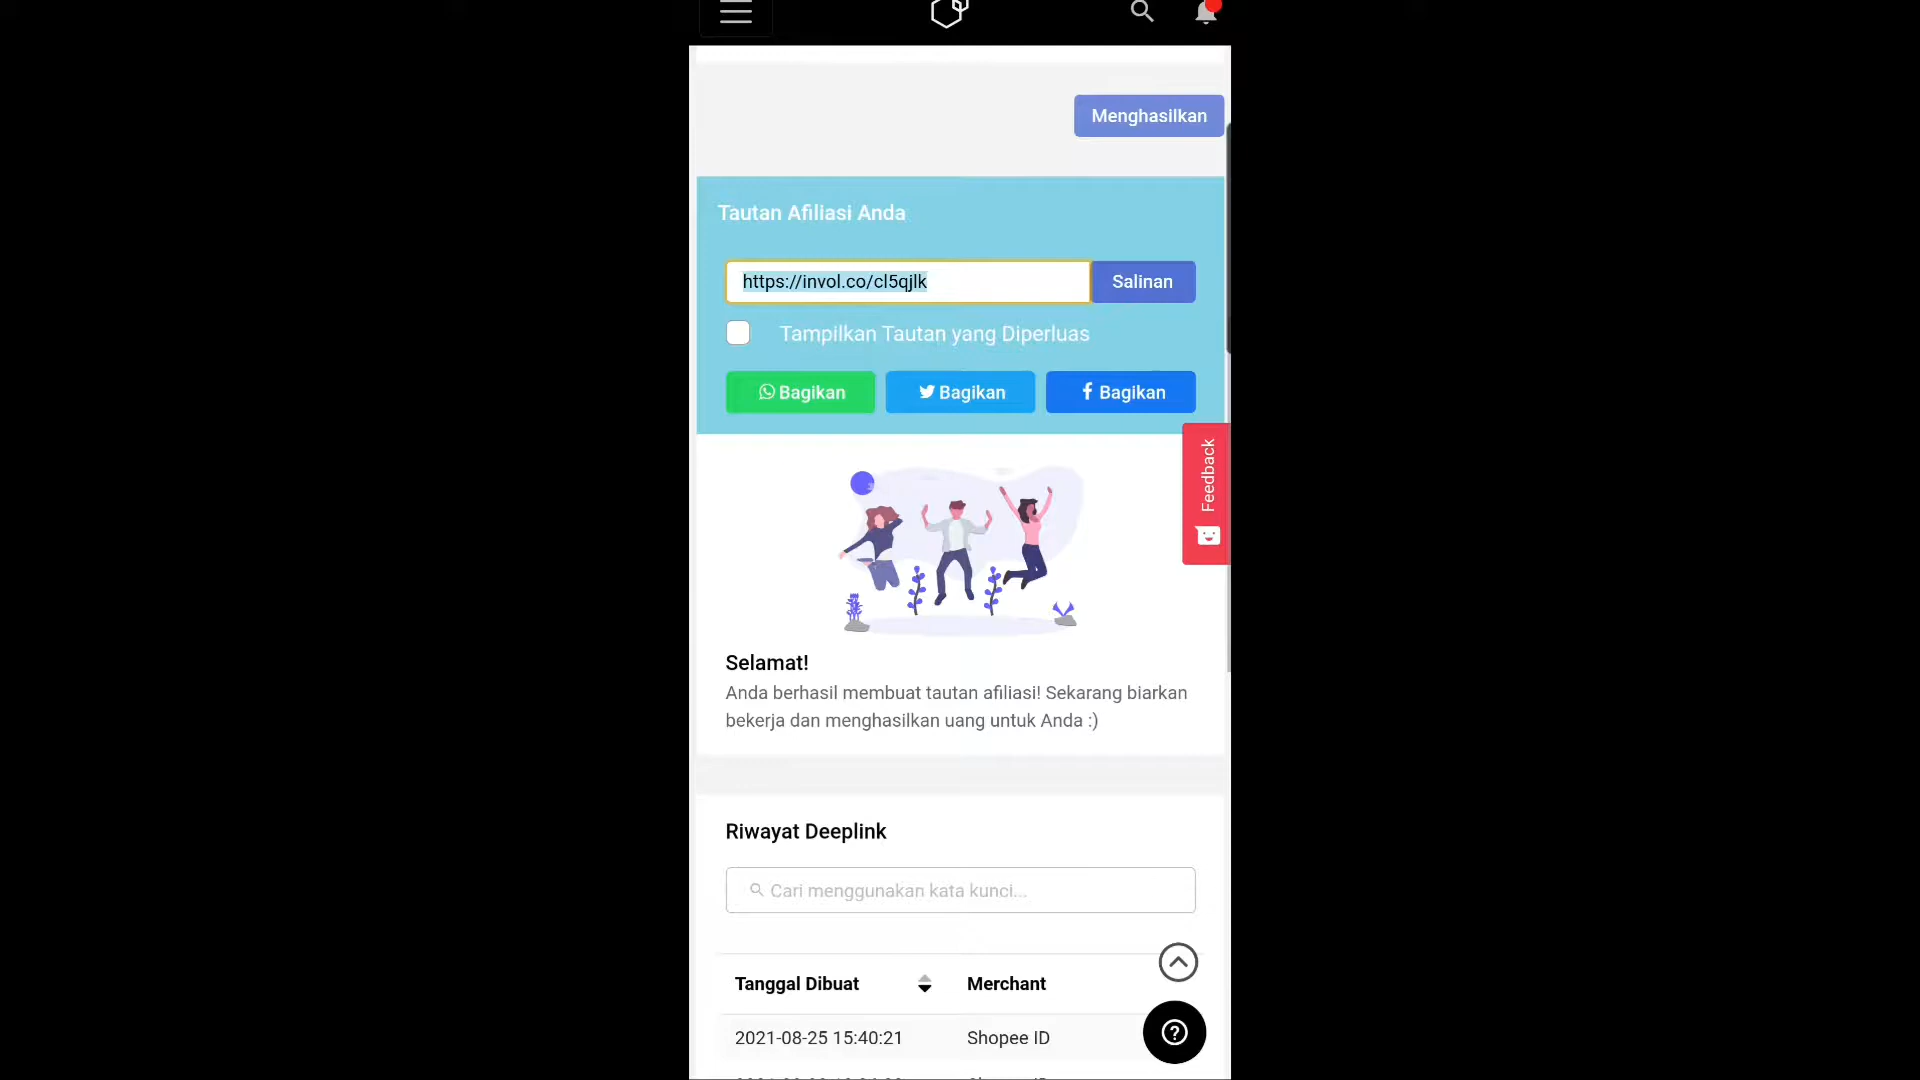 Menghasilkan
Tautan Afiliasi Anda
https://invol.co/cl5qjlk
Salinan
Tampilkan Tautan yang Diperluas
Bagikan
Bagikan
Bagikan
Feedback
Selamat!
Anda berhasil membuat tautan afiliasi! Sekarang biarkan
bekerja dan menghasilkan uang untuk Anda :)
Riwayat Deeplink
Cari menggunakan kata kunci...
Tanggal Dibuat
Merchant
2021-08-25 15:40:21
Shopee ID